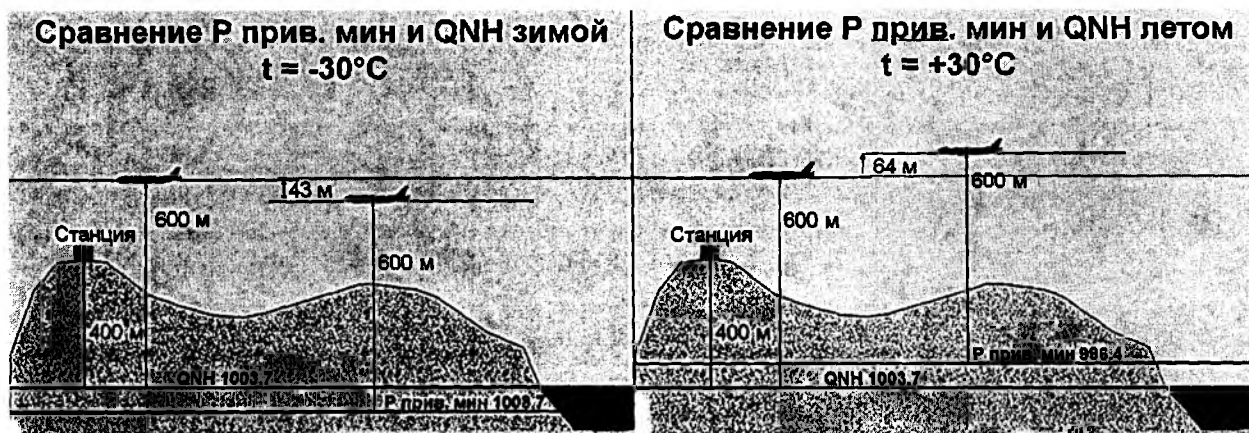 Сравнение Р прив. мин и QNH зимой
t = -30°C
43 м
600 м
Станция
600 м
400 м
QNH 1003,7
Р прив. мин 1008,7
Сравнение Р прив. мин и QNH летом
t = +30°C
64 м
600 м
600 м
Станция
400 м
Р прив. мин 996,4
QNH 1003,7